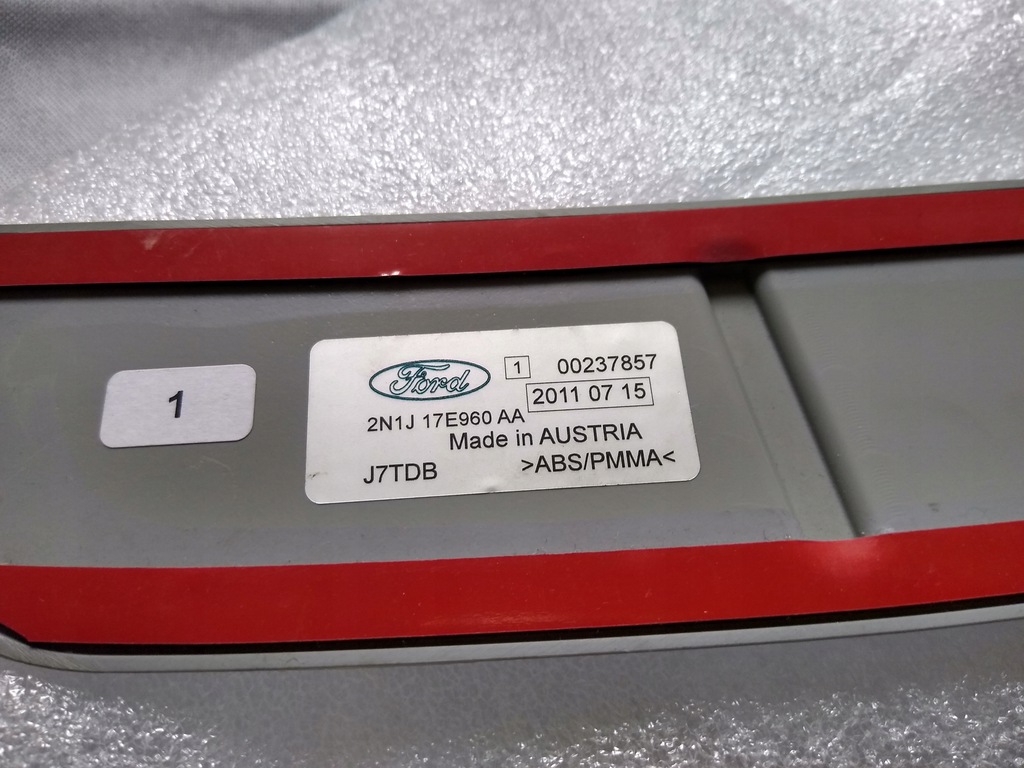 1
Ford
1 00237857
2011 07 15
2N1J 17E960 AA
Made in AUSTRIA
J7TDB >ABS/PMMA<